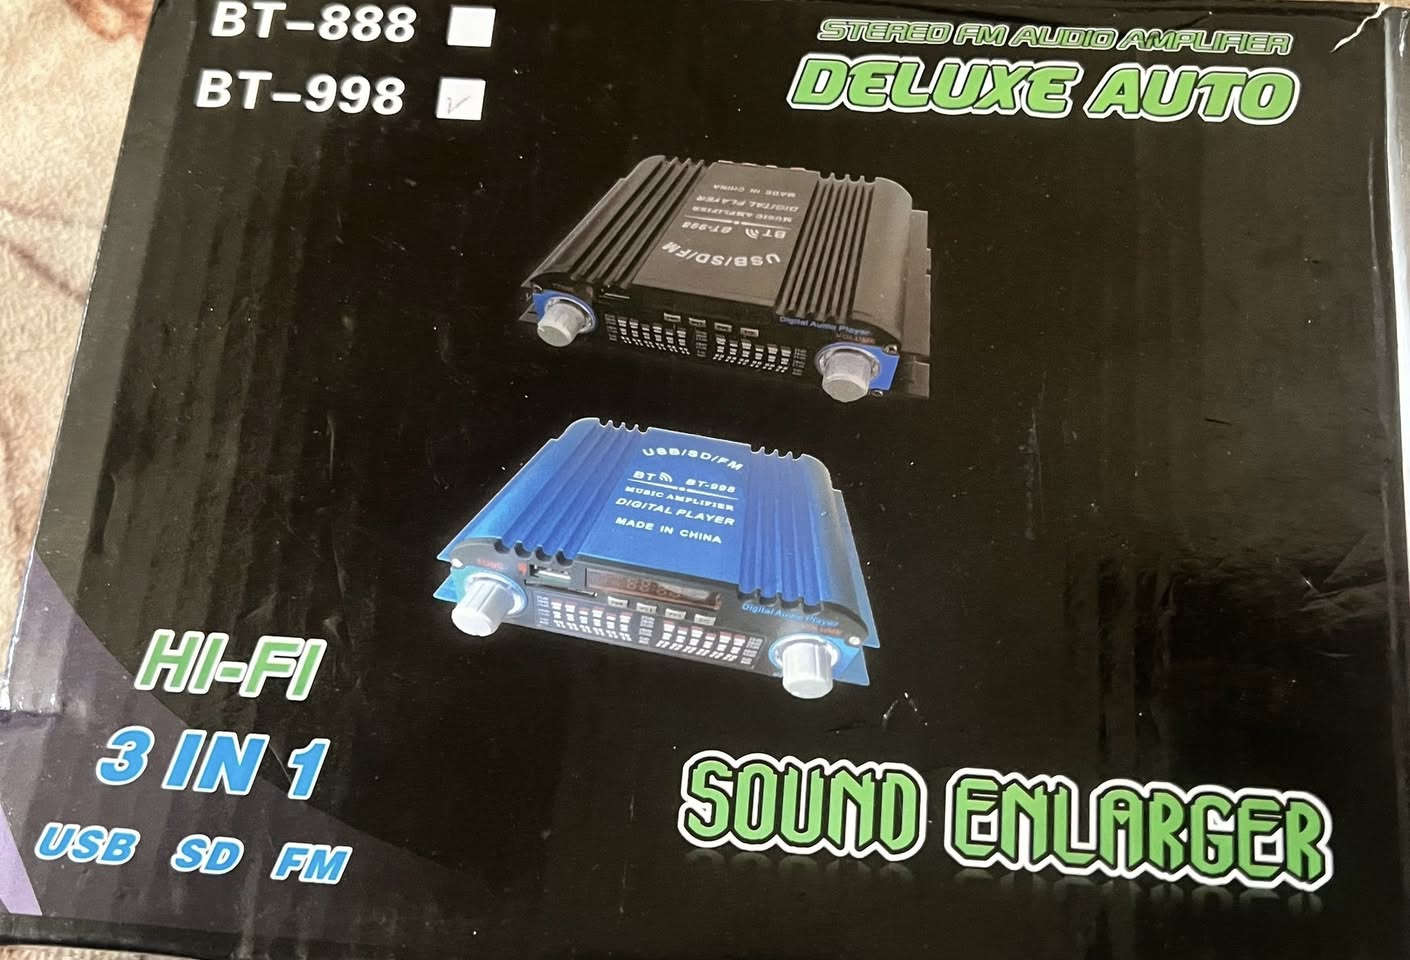 BT-888
BT-998
STEREO FM AUDIO AMPLIFIER
DELUXE AUTO
MADE IN CHINA
DIGITAL PLAYER
MUSIC AMPLIFIER
BT BT-998
USB/SD/FM
Digital Audio Player
VOLUME
USB/SD/FM
BT BT-998
MUSIC AMPLIFIER
DIGITAL PLAYER
MADE IN CHINA
Digital Audio Player
VOLUME
HI-FI
3 IN 1
USB SD FM
SOUND ENLARGER